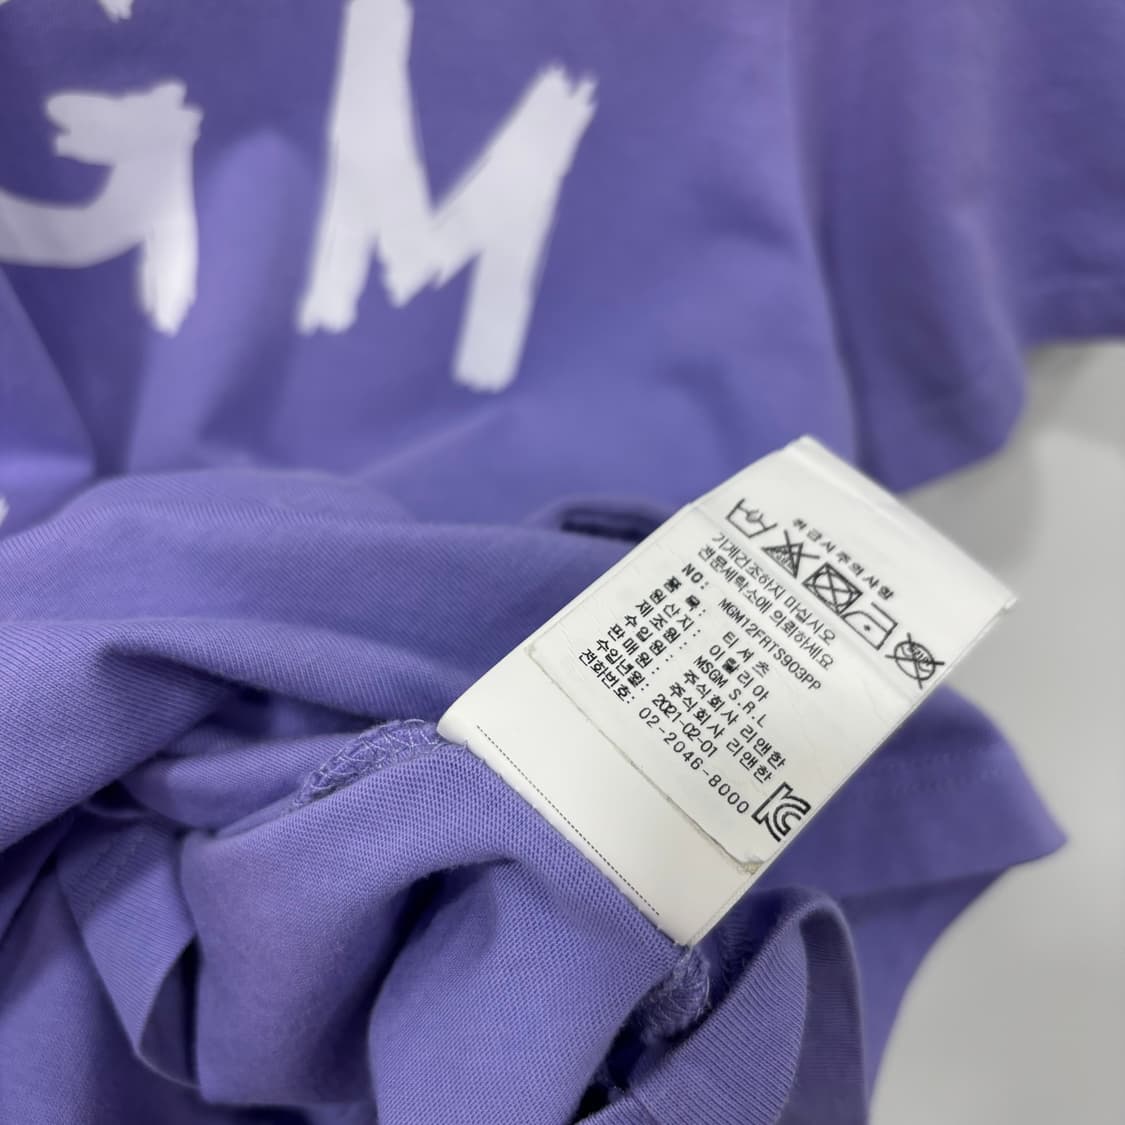 GM
취급시주의사항
기계건조하지 마십시오
전문세탁소에 의뢰하세요
NO: MGM12FHTS903PP
품 목: 티 셔 츠
원산지: 이탈리아
제조원: MSGM S.R.L
수입원: 주식회사 리앤한
판매원: 주식회사 리앤한
수입년월: 2021-02-01
전화번호: 02-2046-8000